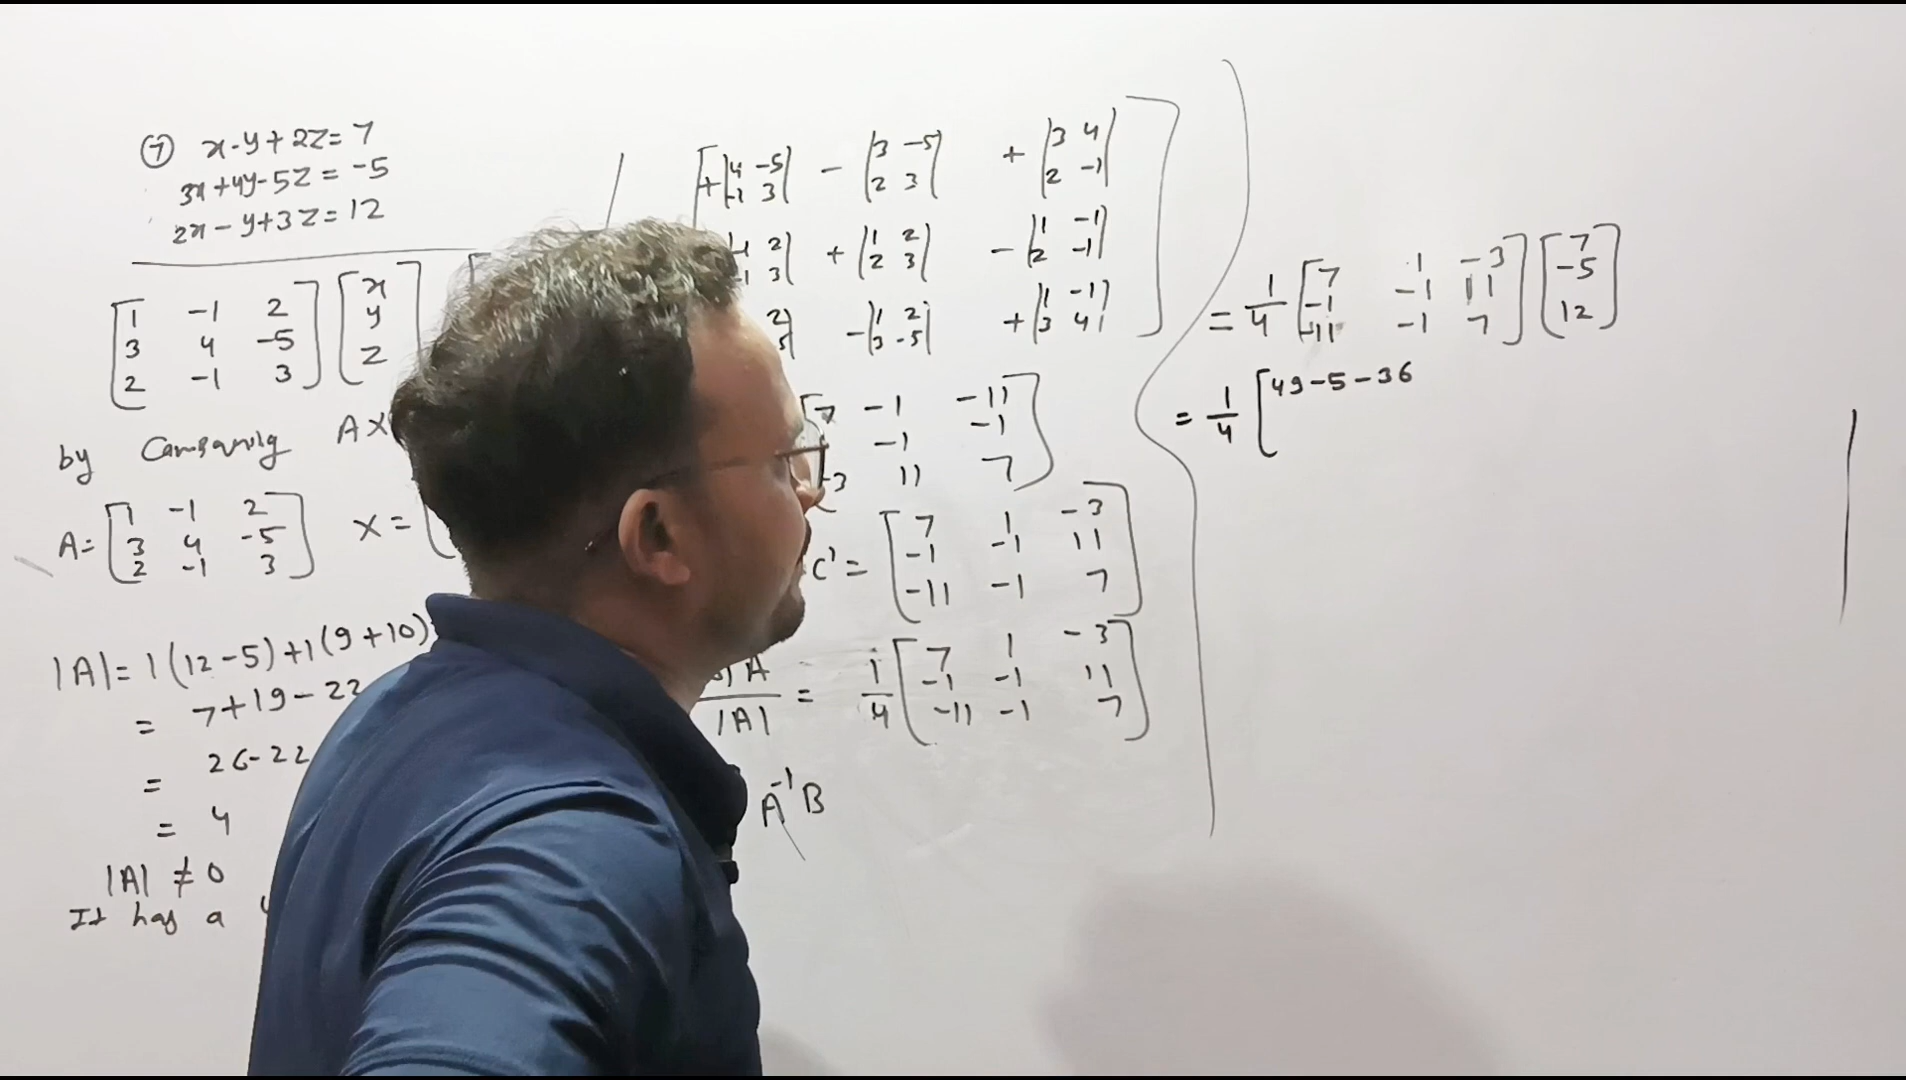 ⑦ x-y+2z=7
3x+4y-5z=-5
2x-y+3z=12
1 -1 2 x
3 4 -5 y
2 -1 3 z
by Comparing AX
A= 1 -1 2 X=
3 4 -5
2 -1 3
|A|= 1(12-5)+1(9+10)
= 7+19-22
= 26-22
= 4
|A| ≠ 0
It has a
+|4 -5| - |3 -5| + |3 4|
|-1 3| |2 3| |2 -1|
2| + |1 2| - |1 -1|
3| |2 3| |2 -1|
2| - |1 2| + |1 -1|
5| |3 -5| |3 4|
7 -1 -11
-1 -1
-3 11 7
C'= 7 1 -3
-1 -1 11
-11 -1 7
A/|A| = 1/4 7 1 -3
-1 -1 11
-11 -1 7
A⁻¹B
= 1/4 [7 1 -3] [7]
-1 -1 11 -5
-11 -1 7 12
= 1/4 [49-5-36